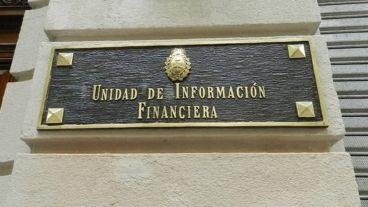 UNIDAD DE INFORMACIÓN
FINANCIERA